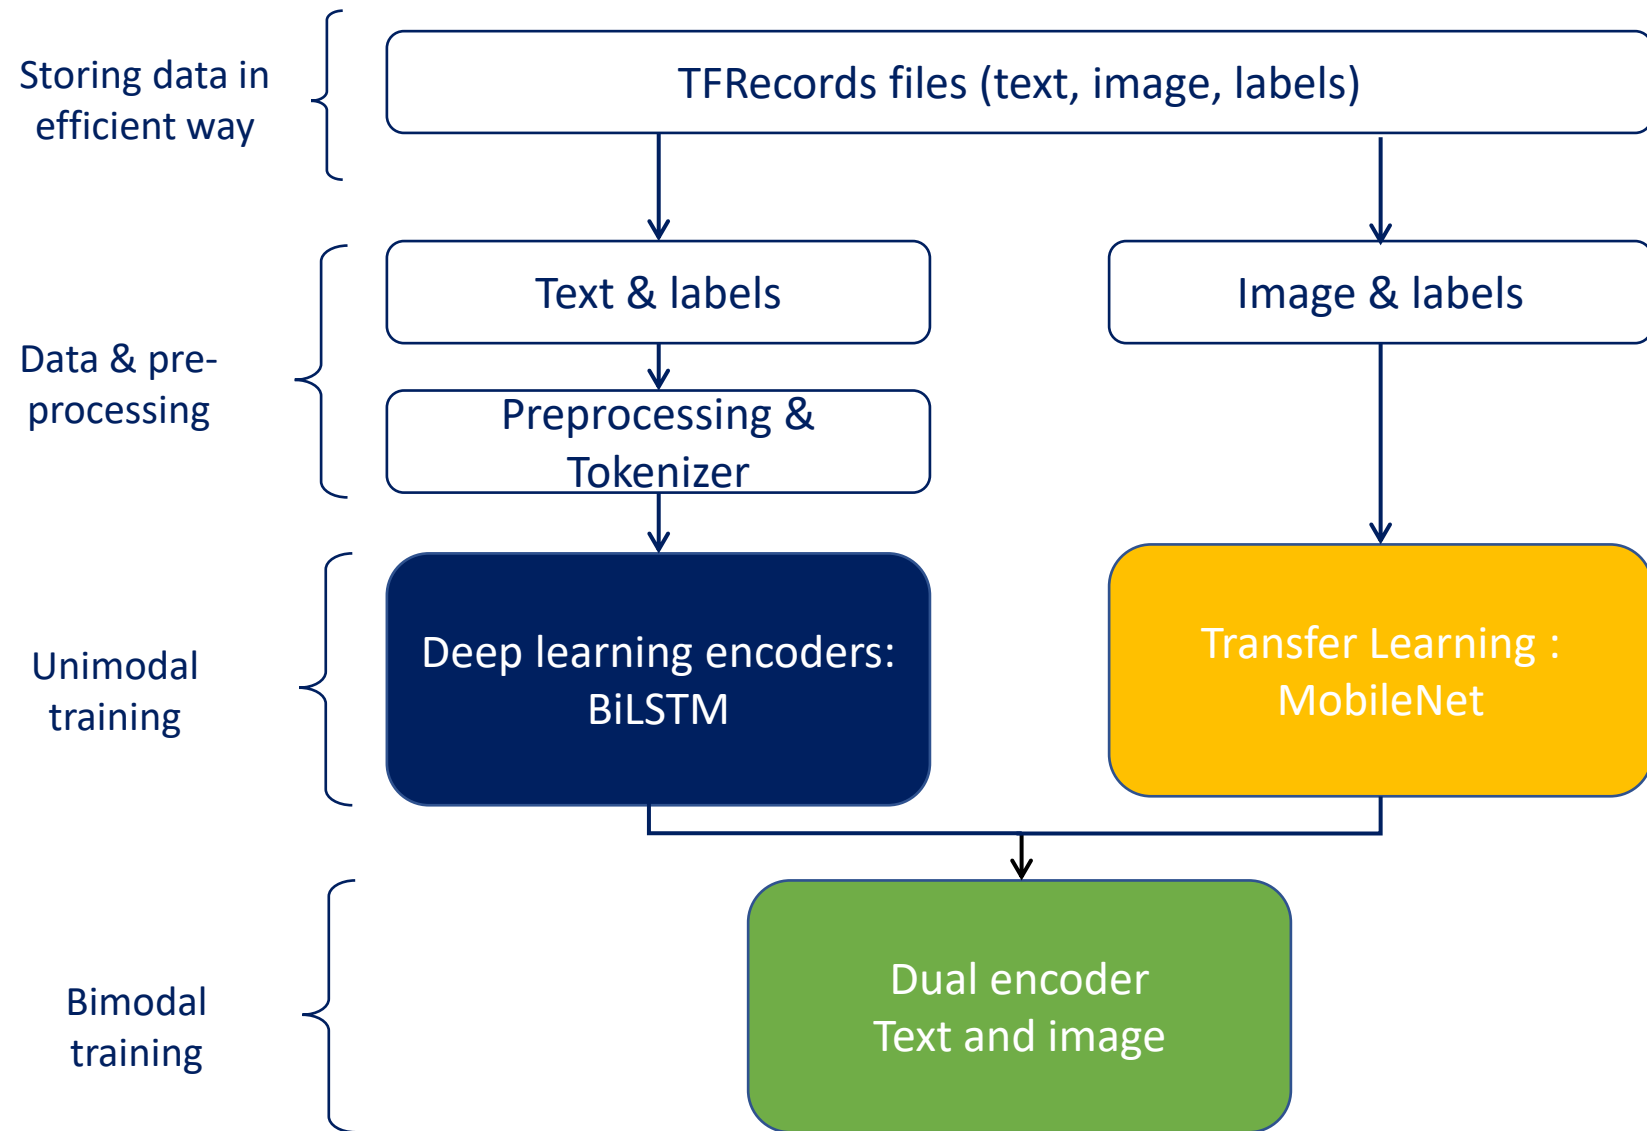 Storing data in
efficient way
TFRecords files (text, image, labels)
Data & pre-
processing
Text & labels
Image & labels
Preprocessing &
Tokenizer
Unimodal
training
Deep learning encoders:
BiLSTM
Transfer Learning :
MobileNet
Bimodal
training
Dual encoder
Text and image